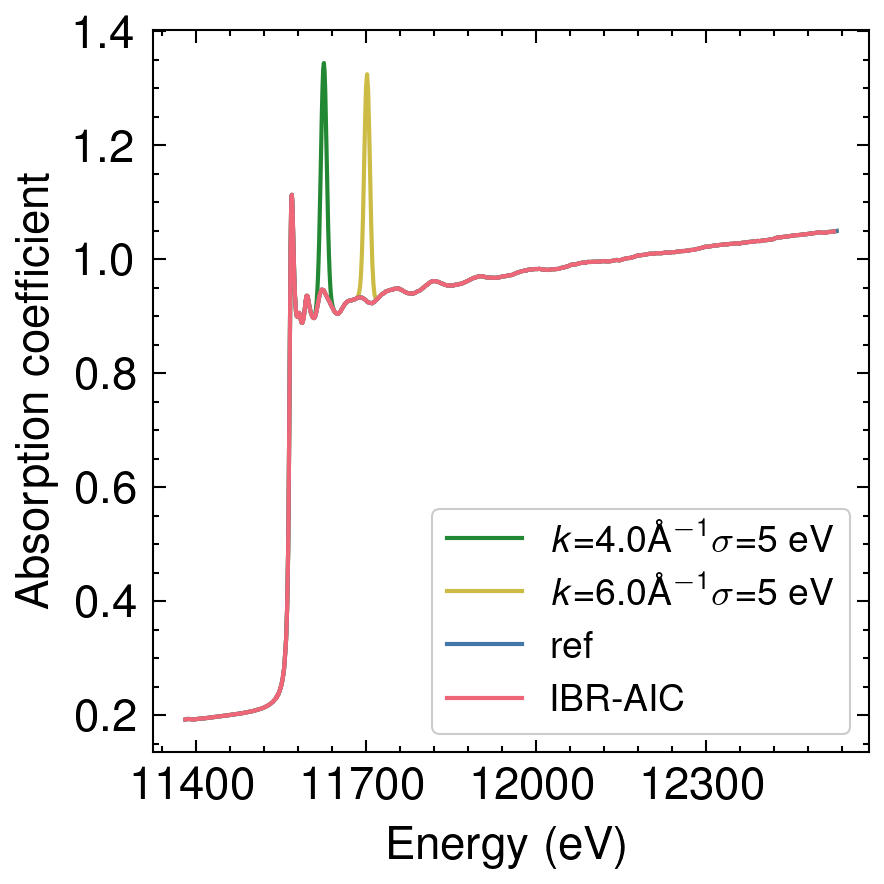 1.4
1.2
1.0
0.8
0.6
0.4
0.2
Absorption coefficient
k=4.0Å⁻¹σ=5 eV
k=6.0Å⁻¹σ=5 eV
ref
IBR-AIC
11400 11700 12000 12300
Energy (eV)